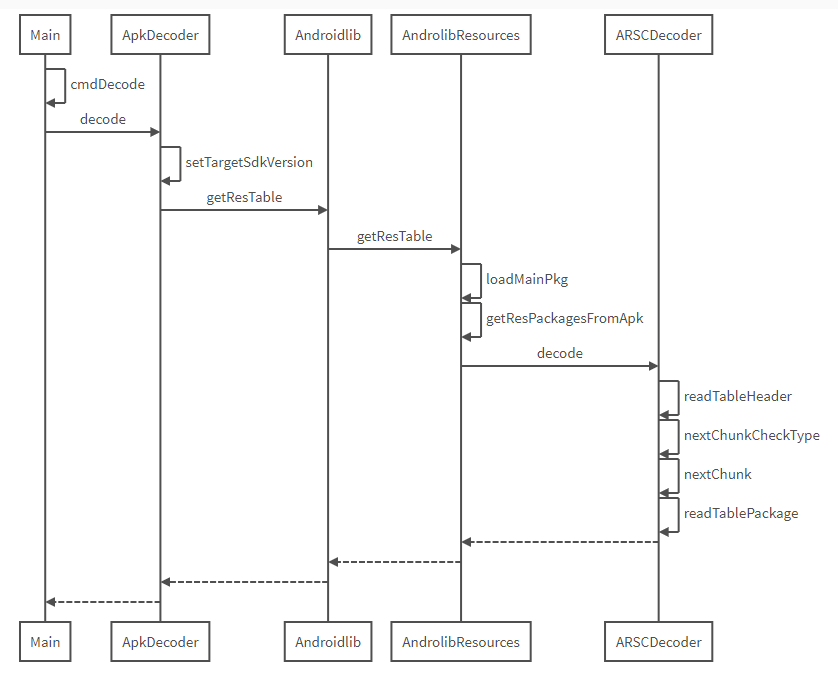 Main ApkDecoder Androidlib AndrolibResources ARSCDecoder
cmdDecode
decode
setTargetSdkVersion
getResTable
getResTable
loadMainPkg
getResPackagesFromApk
decode
readTableHeader
nextChunkCheckType
nextChunk
readTablePackage
Main ApkDecoder Androidlib AndrolibResources ARSCDecoder